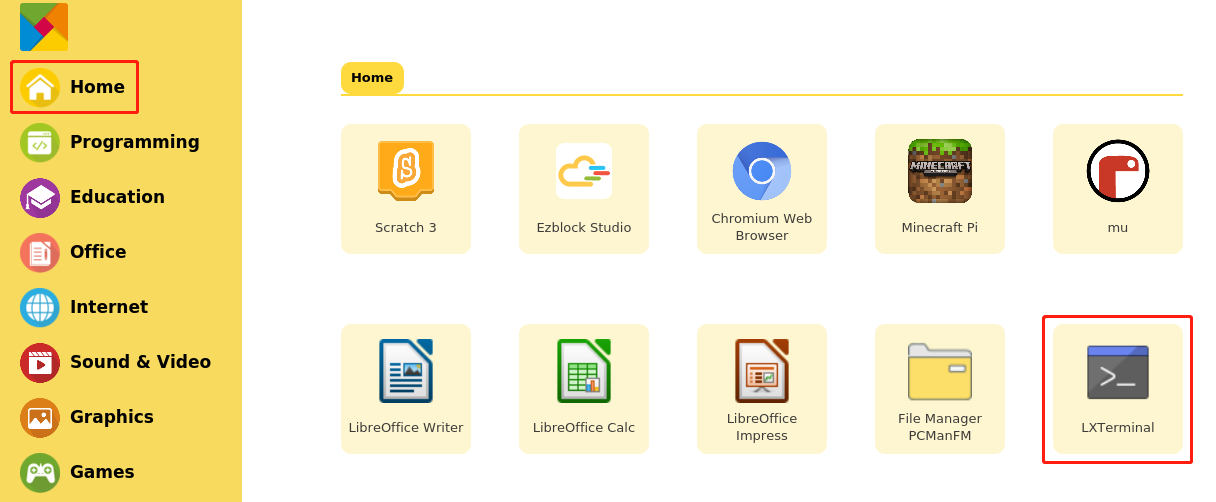 Home
Programming
Education
Office
Internet
Sound & Video
Graphics
Games
Home
Scratch 3
Ezblock Studio
Chromium Web
Browser
MINECRAFT
Minecraft Pi
mu
LibreOffice Writer
LibreOffice Calc
LibreOffice
Impress
File Manager
PCManFM
>_
LXTerminal